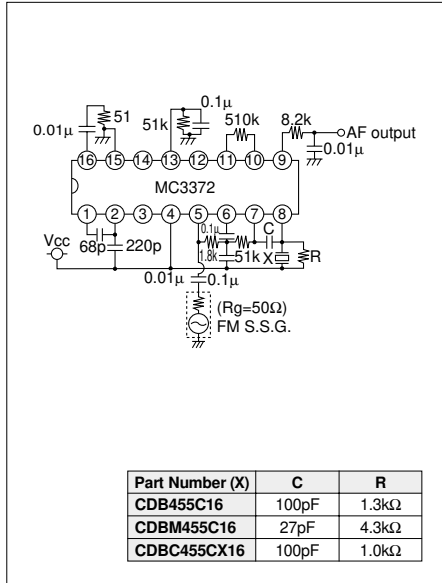 0.1μ
0.01μ
51
51k
510k
8.2k
AF output
0.01μ
16 15 14 13 12 11 10 9
MC3372
1 2 3 4 5 6 7 8
Vcc
68p
220p
0.1μ
1.8k
C
51k
X
R
0.01μ
0.1μ
(Rg=50Ω)
FM S.S.G.
Part Number (X) C R
CDB455C16 100pF 1.3kΩ
CDBM455C16 27pF 4.3kΩ
CDBC455CX16 100pF 1.0kΩ